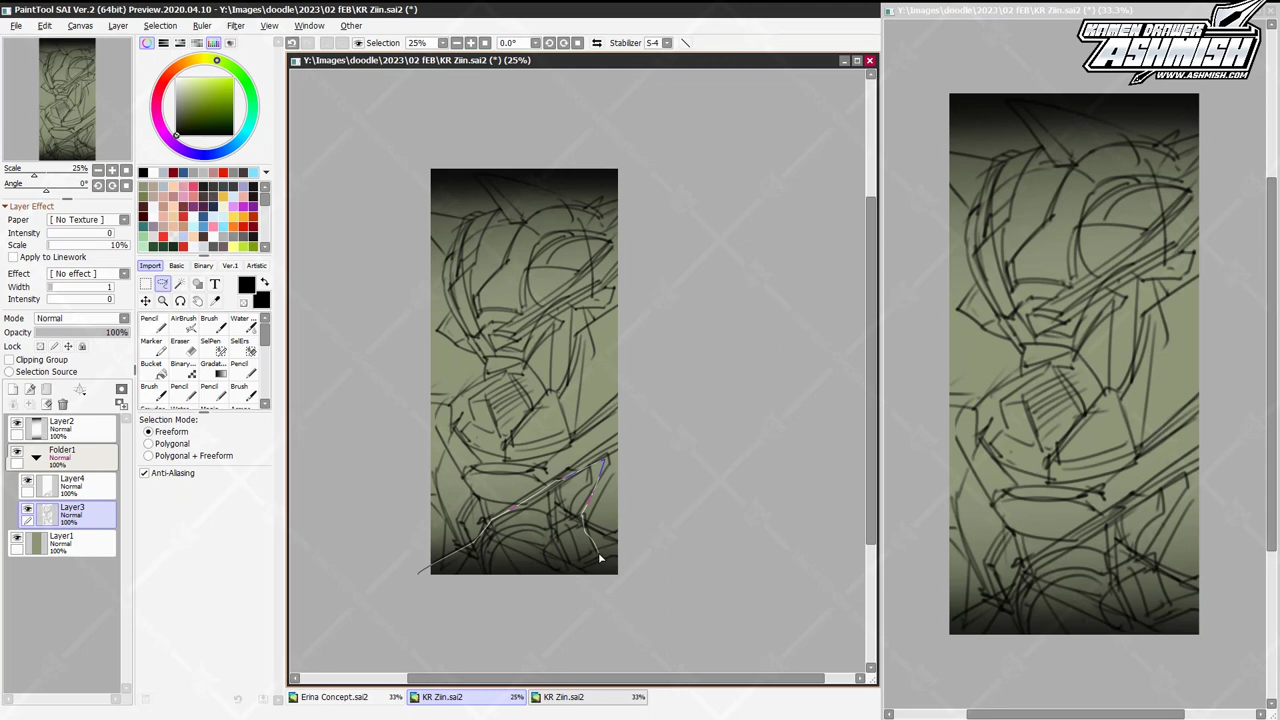 PaintTool SAI Ver.2 (64bit) Preview.2020.04.10 - Y:\Images\doodle\2023\02 fEB\KR Ziin.sai2 (*)
File Edit Canvas Layer Selection Ruler Filter View Window Other
Selection 25% 0.0° Stabilizer S-4
Y:\Images\doodle\2023\02 fEB\KR Ziin.sai2 (*) (25%)
Y:\Images\doodle\2023\02 fEB\KR Ziin.sai2 (*) (33.3%)
KAMEN DRAWER
ASHMISH
WWW.ASHMISH.COM
Scale 25%
Angle 0°
Layer Effect
Paper [ No Texture ]
Intensity 0
Scale 10%
Apply to Linework
Effect [ No effect ]
Width 1
Intensity 100
Mode Normal
Opacity 100%
Lock
Clipping Group
Selection Source
Layer2
Normal
100%
Folder1
Normal
100%
Layer4
Normal
100%
Layer3
Normal
100%
Layer1
Normal
100%
Import Basic Binary Ver.1 Artistic
T
Pencil AirBrush Brush Water ...
Marker Eraser SelPen SelErs
Bucket Binary... Gradat... Pencil
Brush Pencil Pencil Brush
Selection Mode:
Freeform
Polygonal
Polygonal + Freeform
Anti-Aliasing
Erina Concept.sai2 33% KR Ziin.sai2 25% KR Ziin.sai2 33%